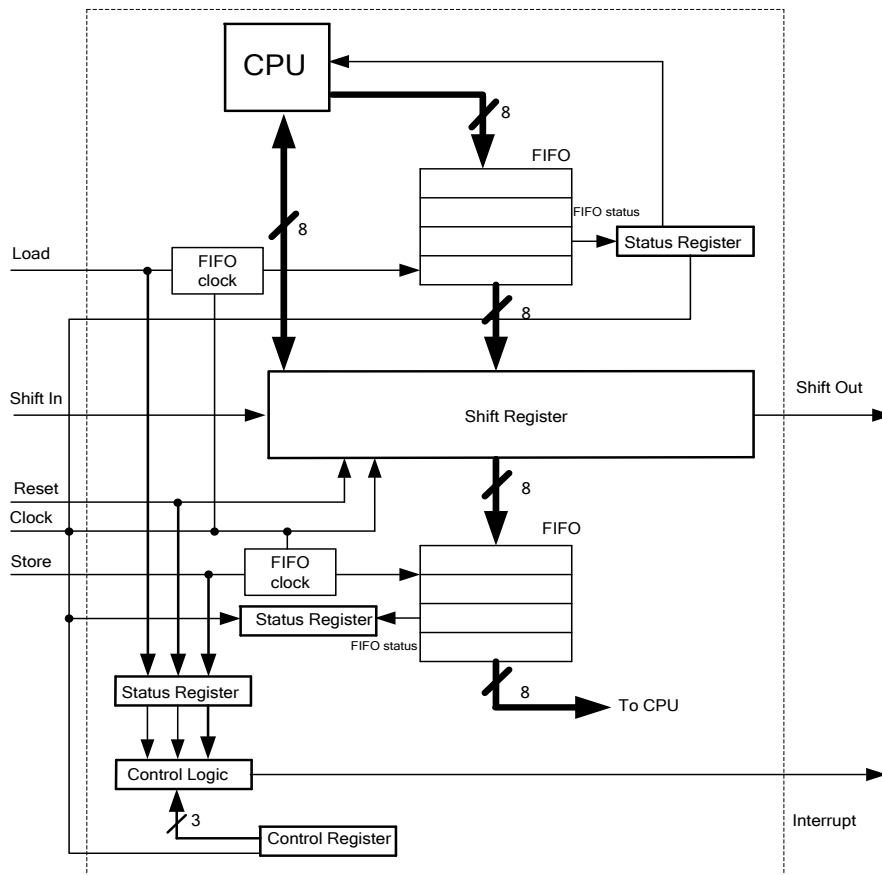 CPU
8
FIFO
FIFO status
Status Register
8
Load
FIFO
clock
8
Shift In
Shift Register
Shift Out
Reset
8
Clock
FIFO
Store
FIFO
clock
Status Register
FIFO status
Status Register
8
To CPU
Control Logic
3
Interrupt
Control Register